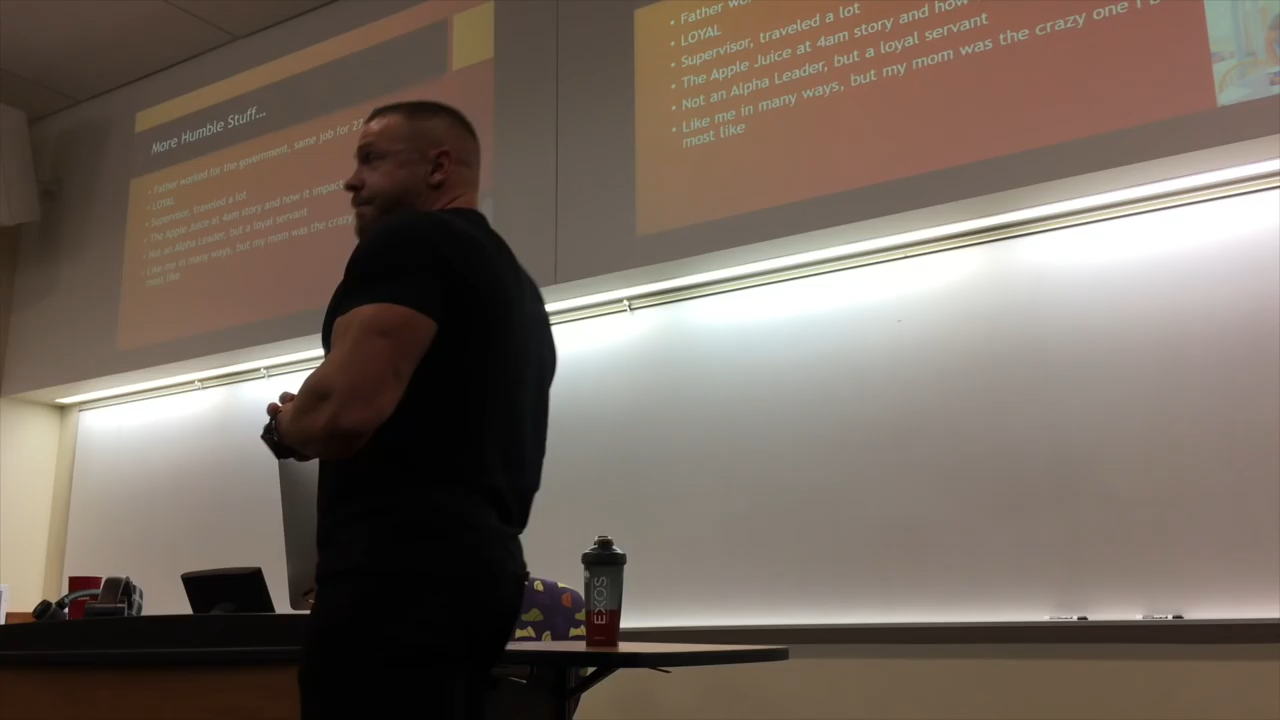 More Humble Stuff...
Father worked for the government, same job for 27
LOYAL
Supervisor, traveled a lot
The Apple Juice at 4am story and how it impact
Not an Alpha Leader, but a loyal servant
Like me in many ways, but my mom was the crazy
most like
Father wo
LOYAL
Supervisor, traveled a lot
The Apple Juice at 4am story and how
Not an Alpha Leader, but a loyal servant
Like me in many ways, but my mom was the crazy one I
most like
EXOS